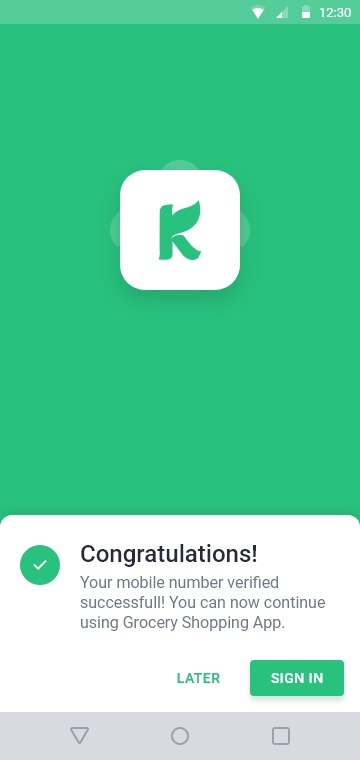 12:30
K
Congratulations!
Your mobile number verified
successfull! You can now continue
using Grocery Shopping App.
LATER
SIGN IN